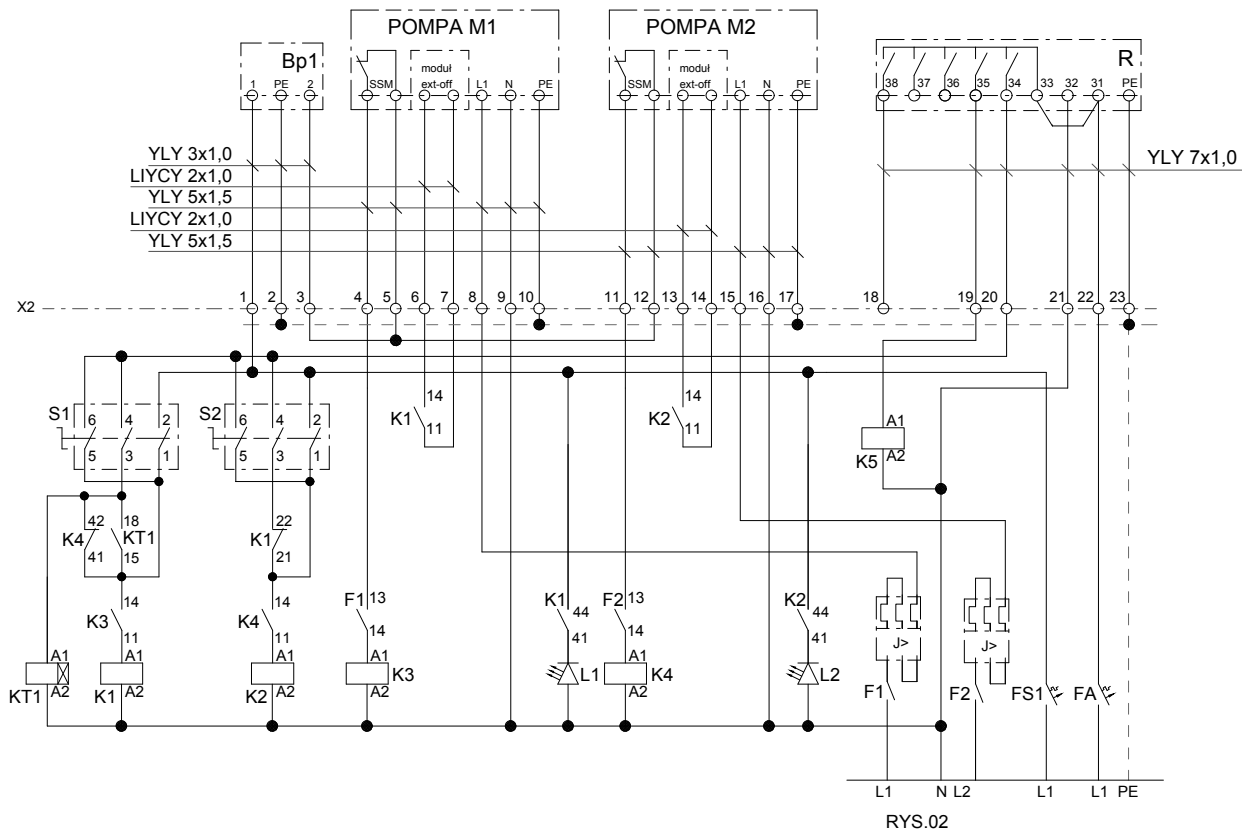 POMPA M1
POMPA M2
Bp1
R
moduł
ext-off
moduł
ext-off
1 PE 2
SSM L1 N PE
SSM L1 N PE
38 37 36 35 34 33 32 31 PE
YLY 3x1,0
LIYCY 2x1,0
YLY 5x1,5
LIYCY 2x1,0
YLY 5x1,5
YLY 7x1,0
X2
1 2 3 4 5 6 7 8 9 10 11 12 13 14 15 16 17 18 19 20 21 22 23
S1
6 4 2
5 3 1
S2
6 4 2
5 3 1
K1
14
11
K2
14
11
A1
A2
K5
K4
42
41
18
KT1
15
K1
22
21
K3
14
11
K4
14
11
F1
13
14
K1
44
41
F2
13
14
K2
44
41
J>
J>
KT1
A1
A2
K1
A1
A2
K2
A1
A2
A1
K3
A2
L1
K4
A1
A2
L2
F1
F2
FS1
FA
L1 N L2 L1 L1 PE
RYS.02